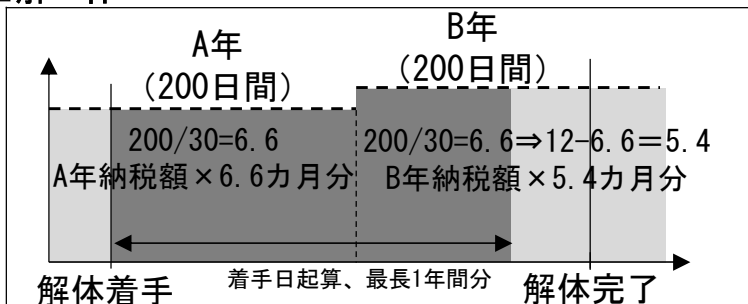 A年
(200日間)
B年
(200日間)
200/30=6.6
A年納税額×6.6カ月分
200/30=6.6⇒12-6.6=5.4
B年納税額×5.4カ月分
着手日起算、最長1年間分
解体着手
解体完了